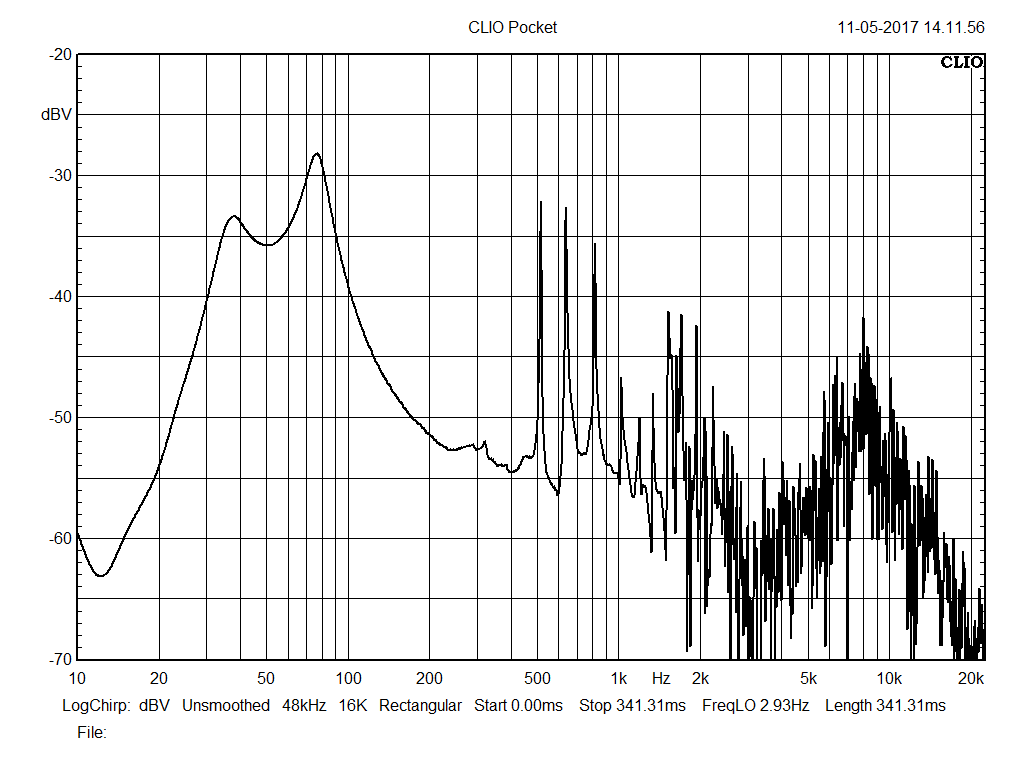 CLIO Pocket 11-05-2017 14.11.56
-20
CLIO
dBV
-30
-40
-50
-60
-70
10 20 50 100 200 500 1k Hz 2k 5k 10k 20k
LogChirp: dBV Unsmoothed 48kHz 16K Rectangular Start 0.00ms Stop 341.31ms FreqLO 2.93Hz Length 341.31ms
File: